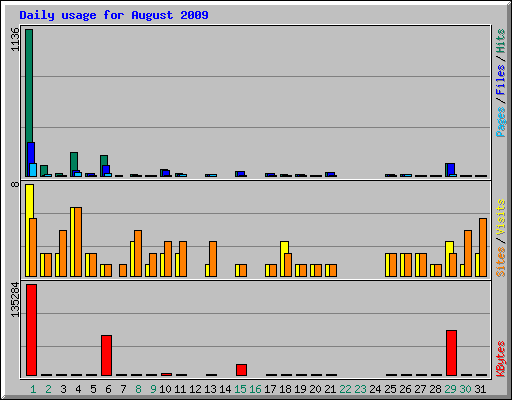 Daily usage for August 2009
1136
Pages / Files / Hits
8
Sites / Visits
135284
KBytes
1 2 3 4 5 6 7 8 9 10 11 12 13 14 15 16 17 18 19 20 21 22 23 24 25 26 27 28 29 30 31